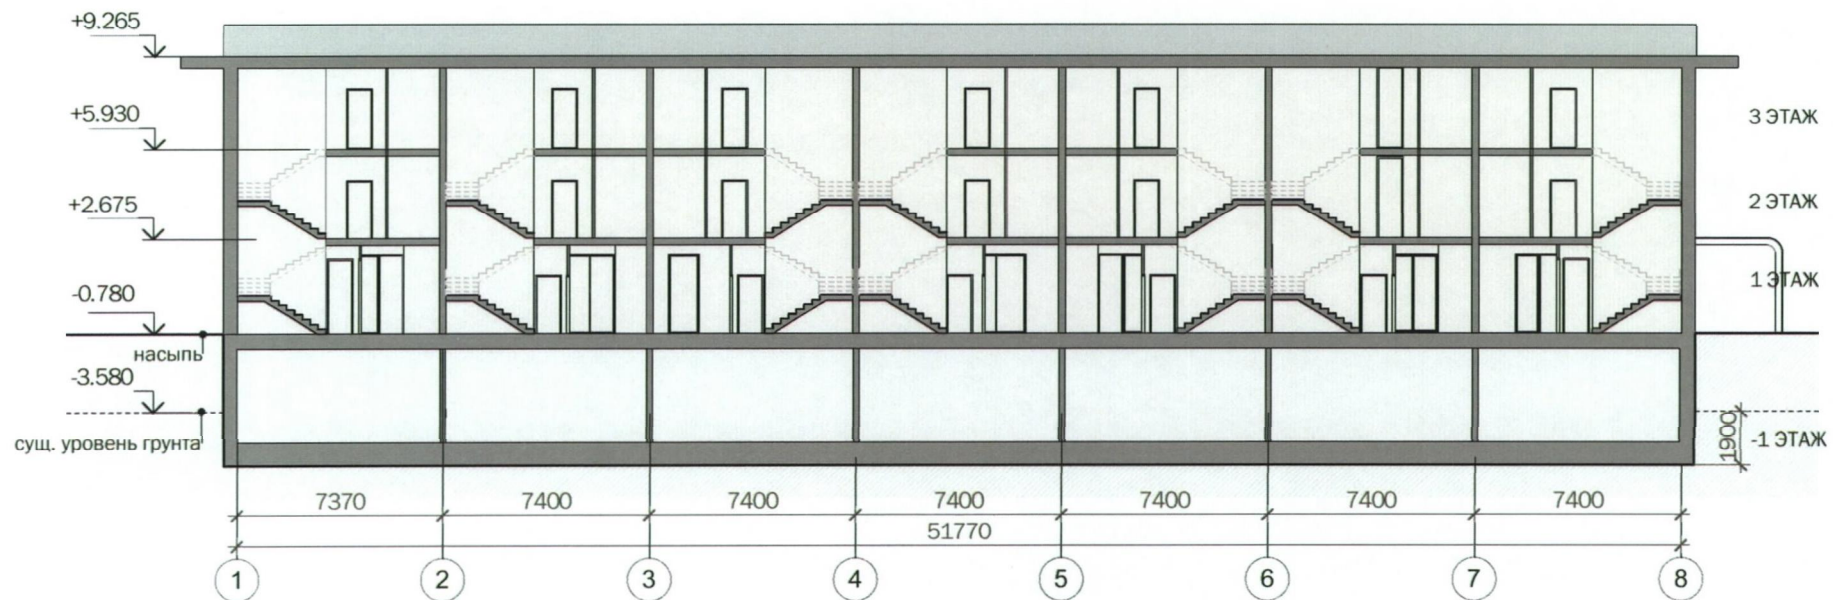 +9.265
+5.930
3 ЭТАЖ
+2.675
2 ЭТАЖ
-0.780
1 ЭТАЖ
насыпь
-3.580
сущ. уровень грунта
1900
-1 ЭТАЖ
7370 7400 7400 7400 7400 7400 7400
51770
1 2 3 4 5 6 7 8